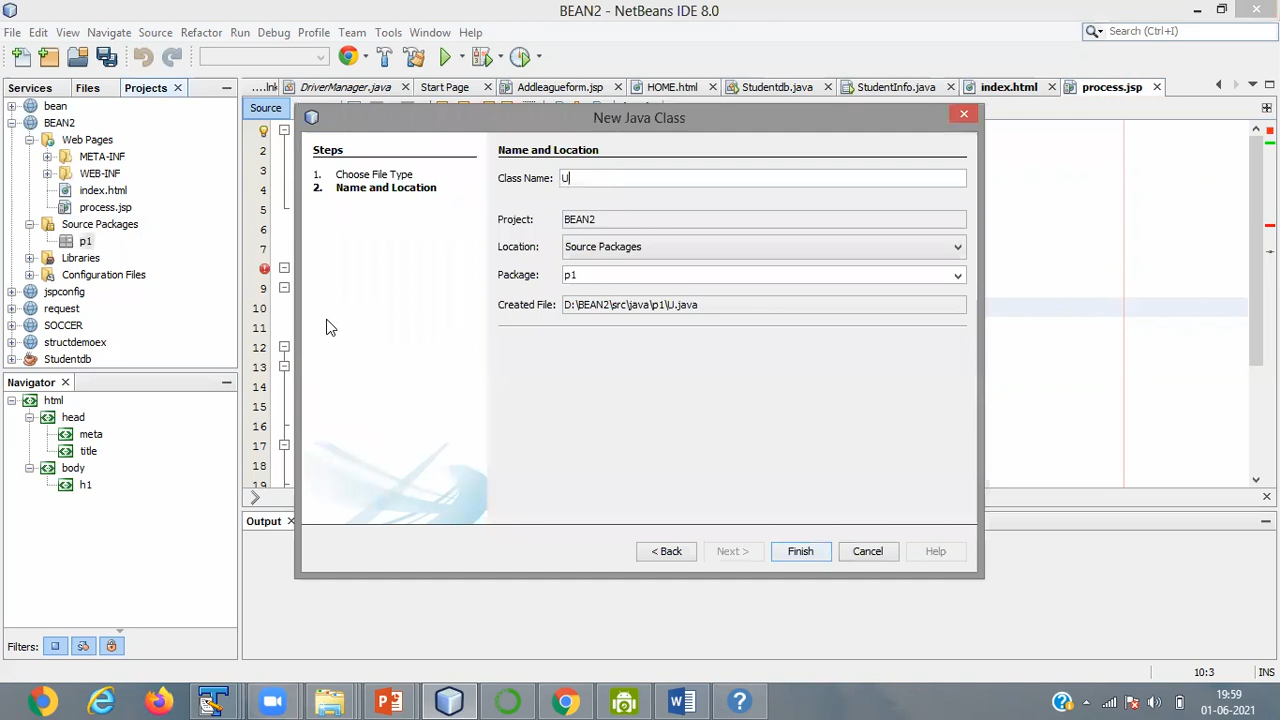 BEAN2 - NetBeans IDE 8.0
File Edit View Navigate Source Refactor Run Debug Profile Team Tools Window Help
Search (Ctrl+I)
Services Files Projects
DriverManager.java Start Page Addleagueform.jsp HOME.html Studentdb.java StudentInfo.java index.html process.jsp
bean
BEAN2
Web Pages
META-INF
WEB-INF
index.html
process.jsp
Source Packages
p1
Libraries
Configuration Files
jspconfig
request
SOCCER
structdemoex
Studentdb
Source
2
3
4
5
6
7
9
10
11
12
13
14
15
16
17
18
19
New Java Class
Steps
1. Choose File Type
2. Name and Location
Name and Location
Class Name: U
Project: BEAN2
Location: Source Packages
Package: p1
Created File: D:\BEAN2\src\java\p1\U.java
< Back Next > Finish Cancel Help
Navigator
html
head
meta
title
body
h1
Output
Filters:
10:3 INS
19:59
01-06-2021